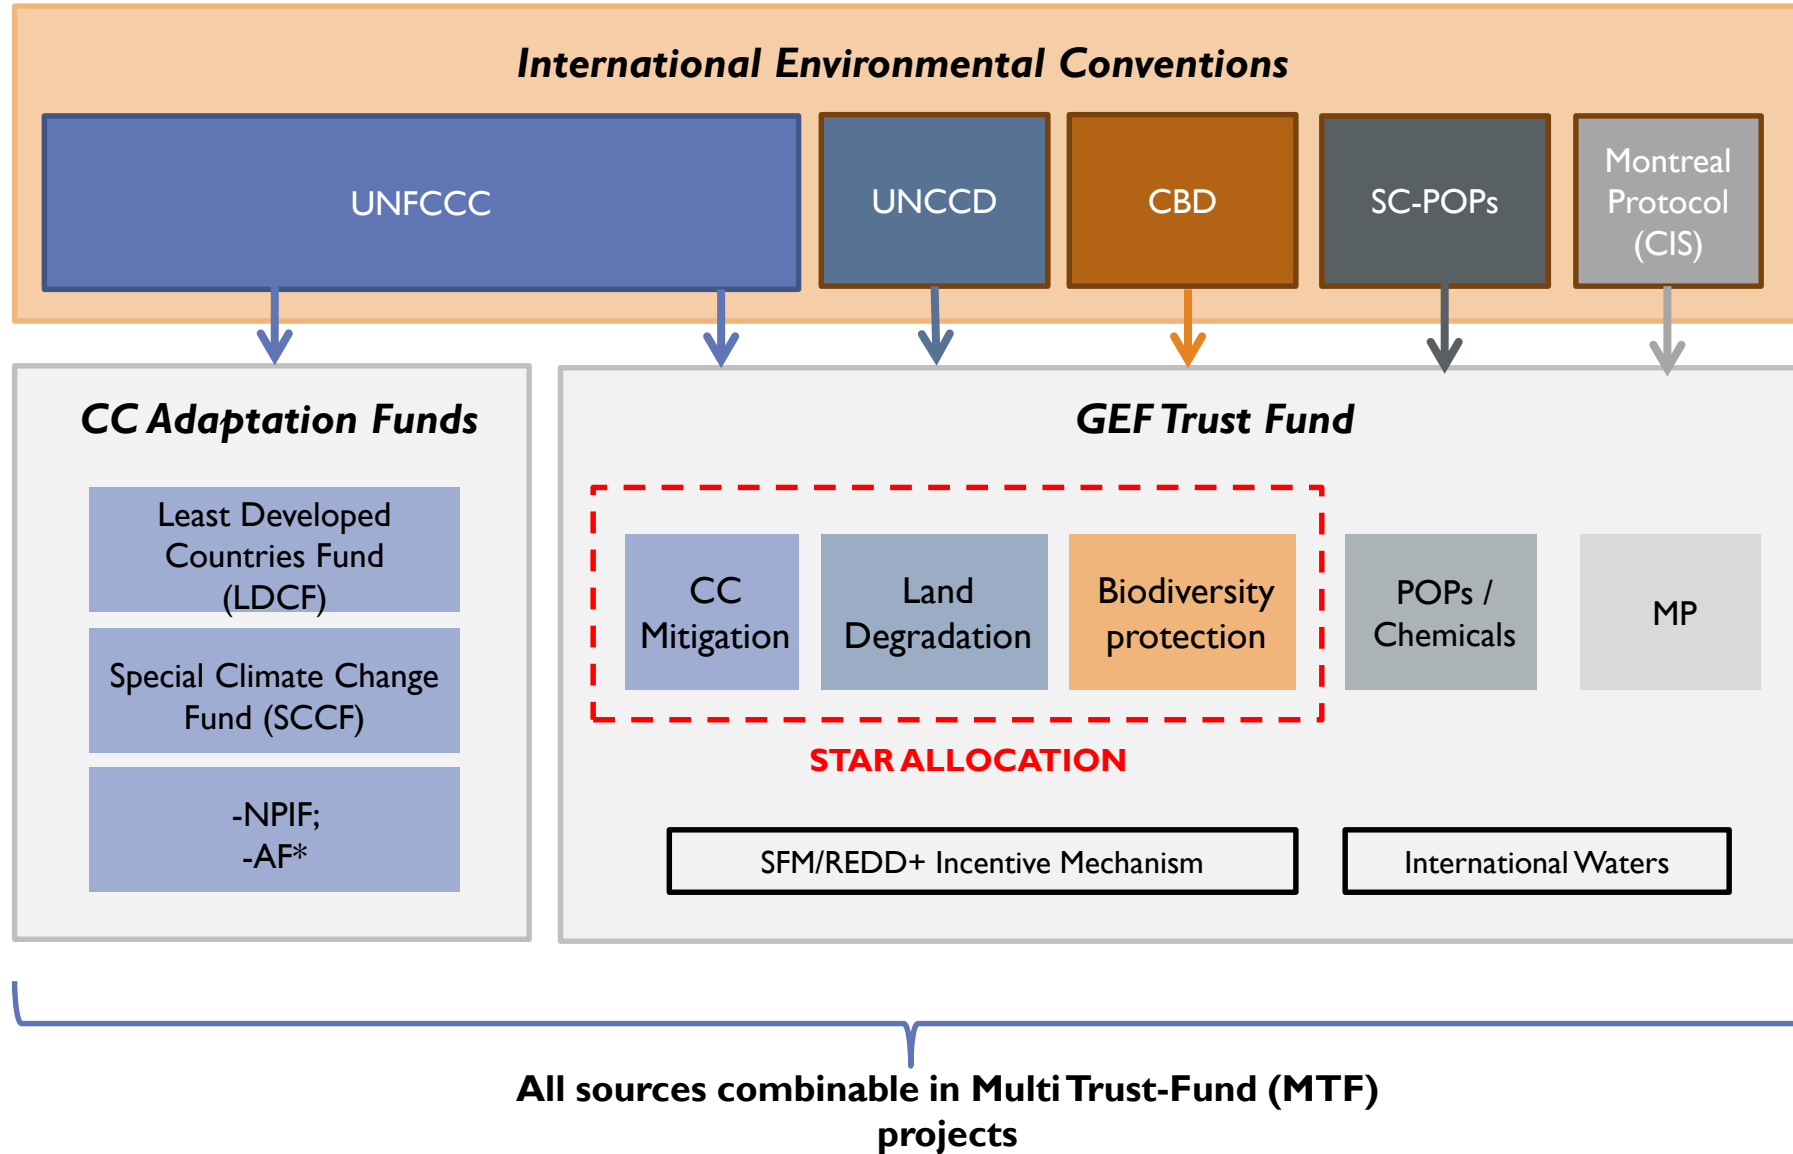 International Environmental Conventions
UNFCCC
UNCCD
CBD
SC-POPs
Montreal
Protocol
(CIS)
CC Adaptation Funds
Least Developed
Countries Fund
(LDCF)
Special Climate Change
Fund (SCCF)
-NPIF;
-AF*
GEF Trust Fund
CC
Mitigation
Land
Degradation
Biodiversity
protection
POPs /
Chemicals
MP
STAR ALLOCATION
SFM/REDD+ Incentive Mechanism
International Waters
All sources combinable in Multi Trust-Fund (MTF)
projects